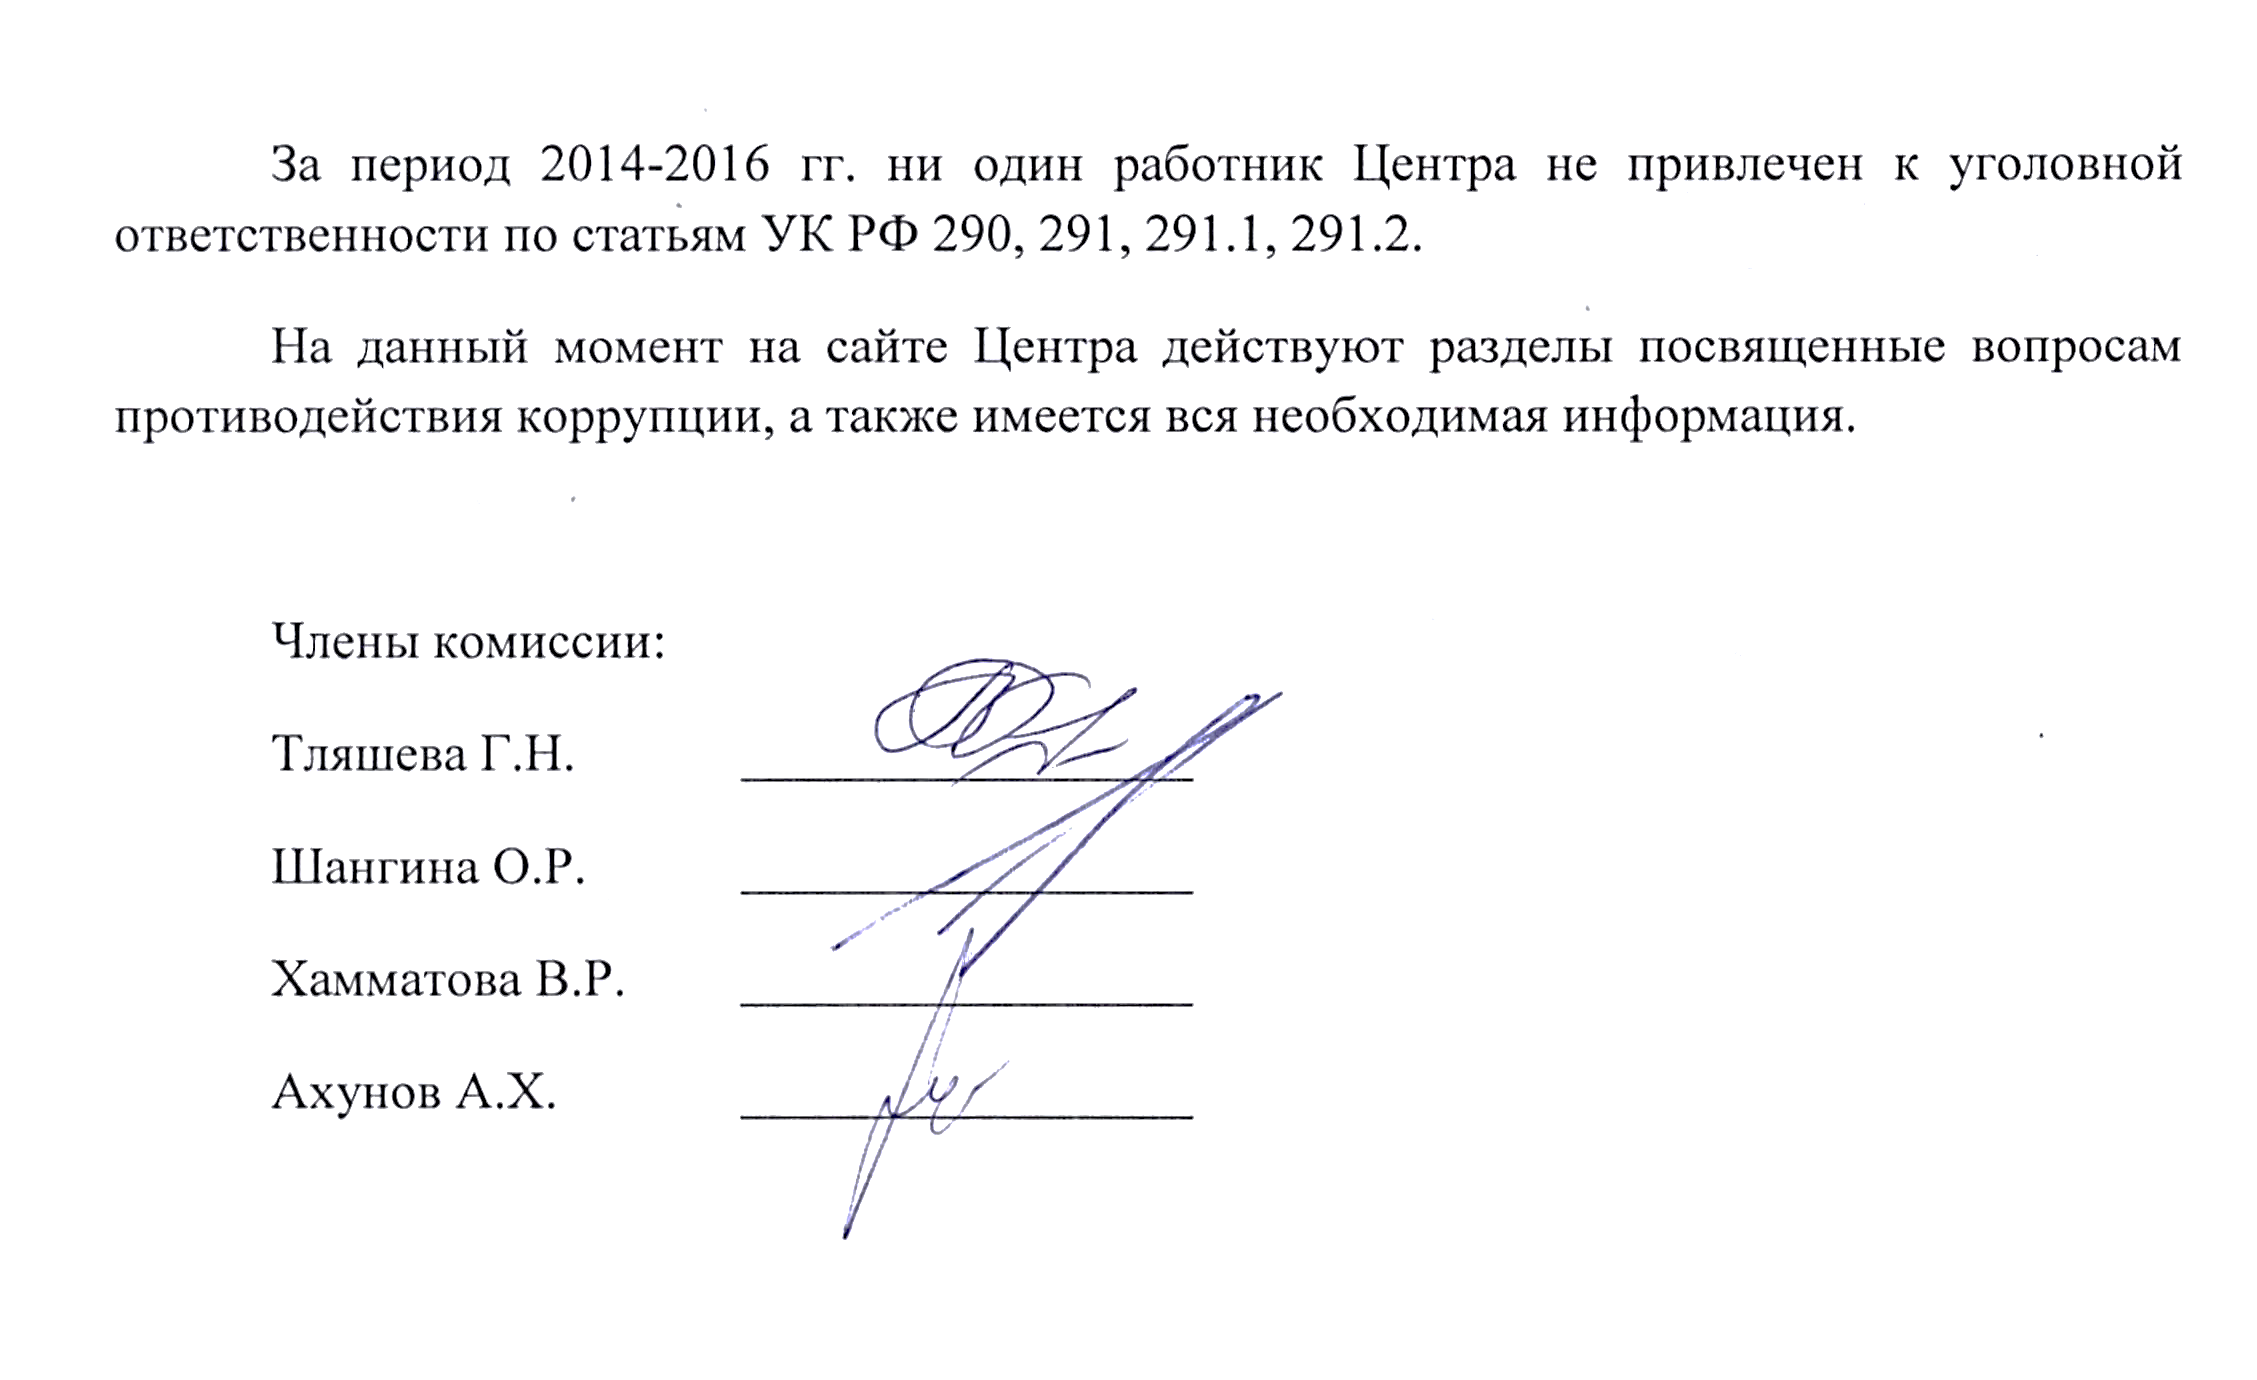 За период 2014-2016 гг. ни один работник Центра не привлечен к уголовной
ответственности по статьям УК РФ 290, 291, 291.1, 291.2.
На данный момент на сайте Центра действуют разделы посвященные вопросам
противодействия коррупции, а также имеется вся необходимая информация.
Члены комиссии:
Тляшева Г.Н.
Шангина О.Р.
Хамматова В.Р.
Ахунов А.Х.